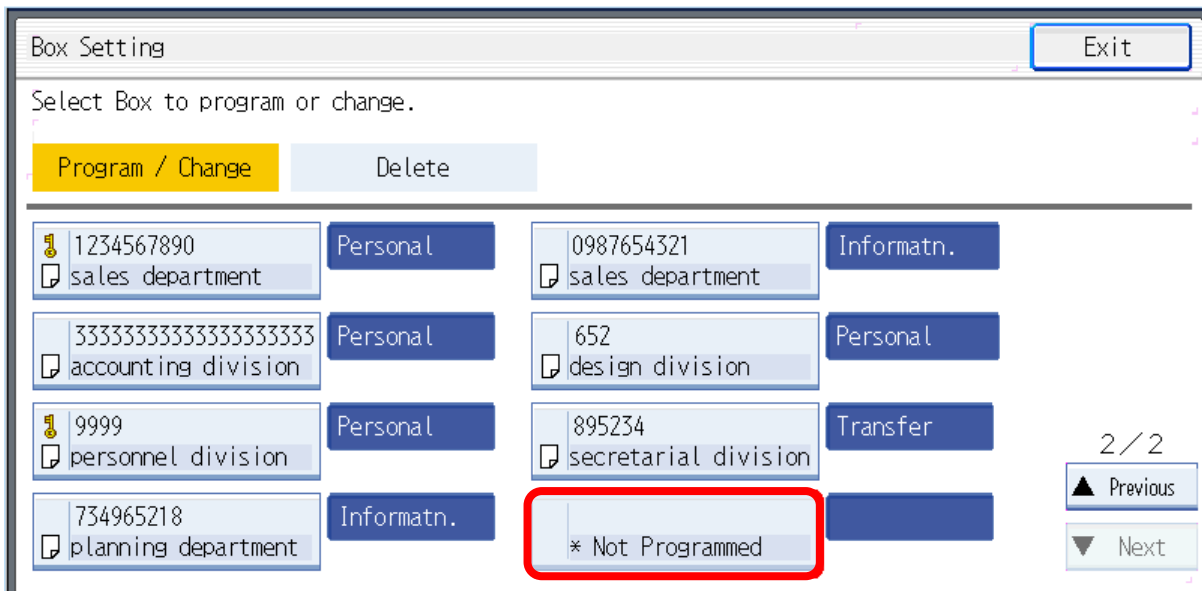 Box Setting
Exit
Select Box to program or change.
Program / Change
Delete
1234567890
sales department
Personal
0987654321
sales department
Informatn.
33333333333333333333
accounting division
Personal
652
design division
Personal
9999
personnel division
Personal
895234
secretarial division
Transfer
734965218
planning department
Informatn.
* Not Programmed
2/2
▲ Previous
▼ Next